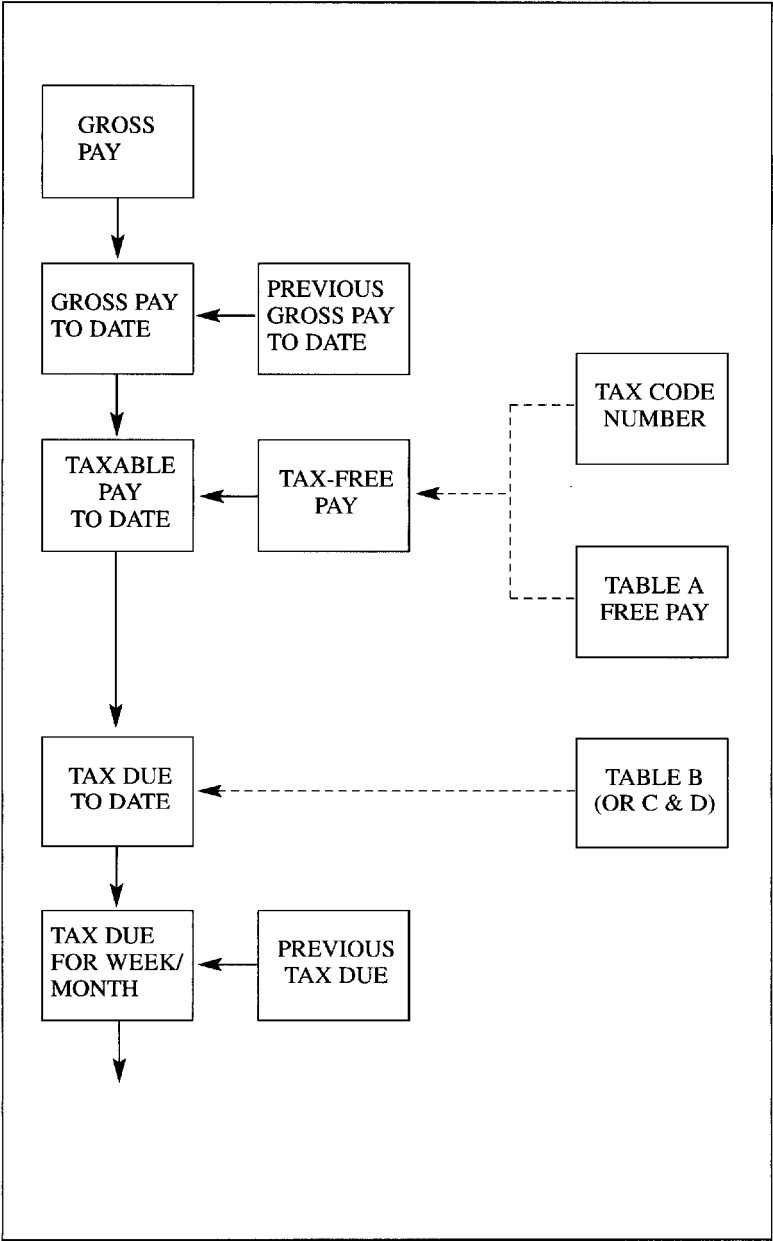 GROSS
PAY
GROSS PAY
TO DATE
PREVIOUS
GROSS PAY
TO DATE
TAX CODE
NUMBER
TAXABLE
PAY
TO DATE
TAX-FREE
PAY
TABLE A
FREE PAY
TAX DUE
TO DATE
TABLE B
(OR C & D)
TAX DUE
FOR WEEK/
MONTH
PREVIOUS
TAX DUE